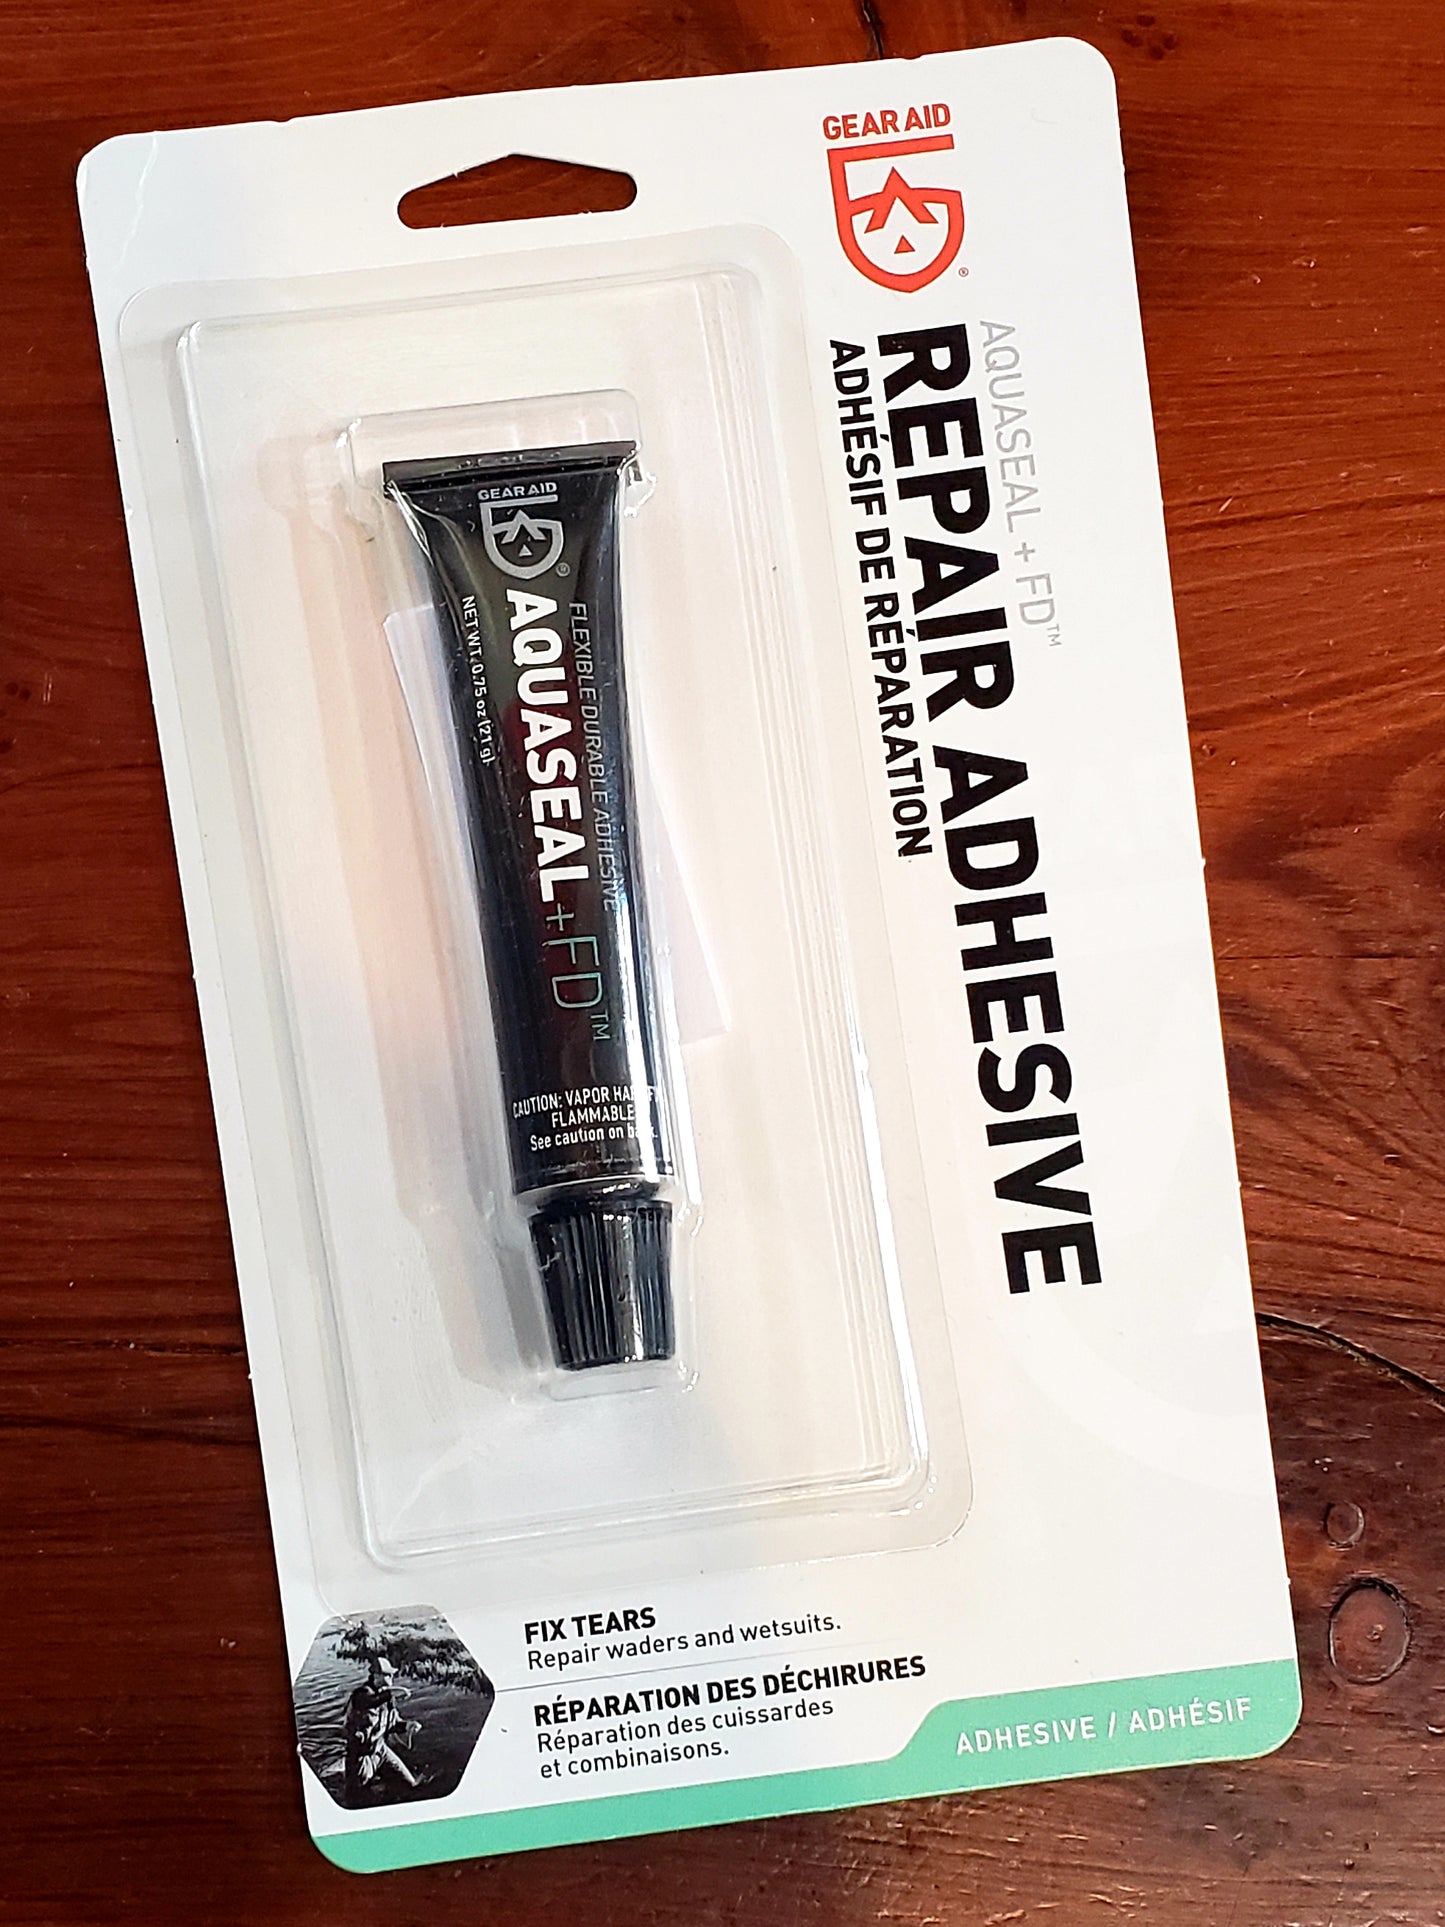 GEAR AID
®
AQUASEAL + FD™
REPAIR ADHESIVE
ADHÉSIF DE RÉPARATION
GEAR AID
®
FLEXIBLE DURABLE ADHESIVE
AQUASEAL+FD™
NET WT. 0.75 oz (21 g)
CAUTION: VAPOR
FLAMMABLE
See caution on
FIX TEARS
Repair waders and wetsuits.
RÉPARATION DES DÉCHIRURES
Réparation des cuissardes
et combinaisons.
ADHESIVE / ADHÉSIF